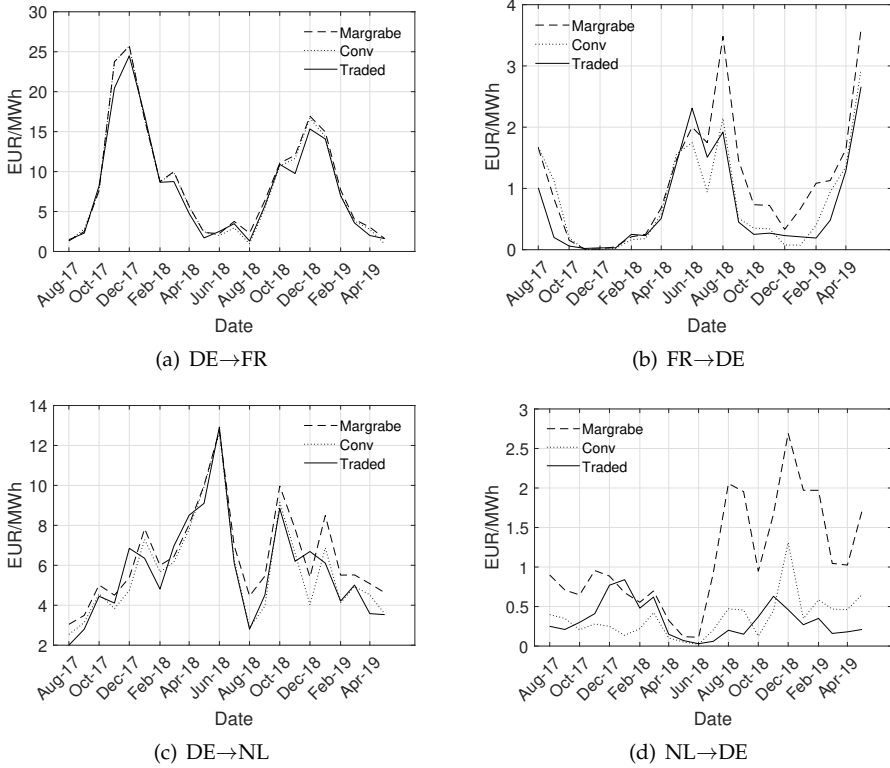 30
25
20
15
10
5
0
EUR/MWh
Margrabe
Conv
Traded
Aug-17
Oct-17
Dec-17
Feb-18
Apr-18
Jun-18
Aug-18
Oct-18
Dec-18
Feb-19
Apr-19
Date
(a) DE→FR
4
3
2
1
0
EUR/MWh
Margrabe
Conv
Traded
Aug-17
Oct-17
Dec-17
Feb-18
Apr-18
Jun-18
Aug-18
Oct-18
Dec-18
Feb-19
Apr-19
Date
(b) FR→DE
14
12
10
8
6
4
2
EUR/MWh
Margrabe
Conv
Traded
Aug-17
Oct-17
Dec-17
Feb-18
Apr-18
Jun-18
Aug-18
Oct-18
Dec-18
Feb-19
Apr-19
Date
(c) DE→NL
3
2.5
2
1.5
1
0.5
0
EUR/MWh
Margrabe
Conv
Traded
Aug-17
Oct-17
Dec-17
Feb-18
Apr-18
Jun-18
Aug-18
Oct-18
Dec-18
Feb-19
Apr-19
Date
(d) NL→DE